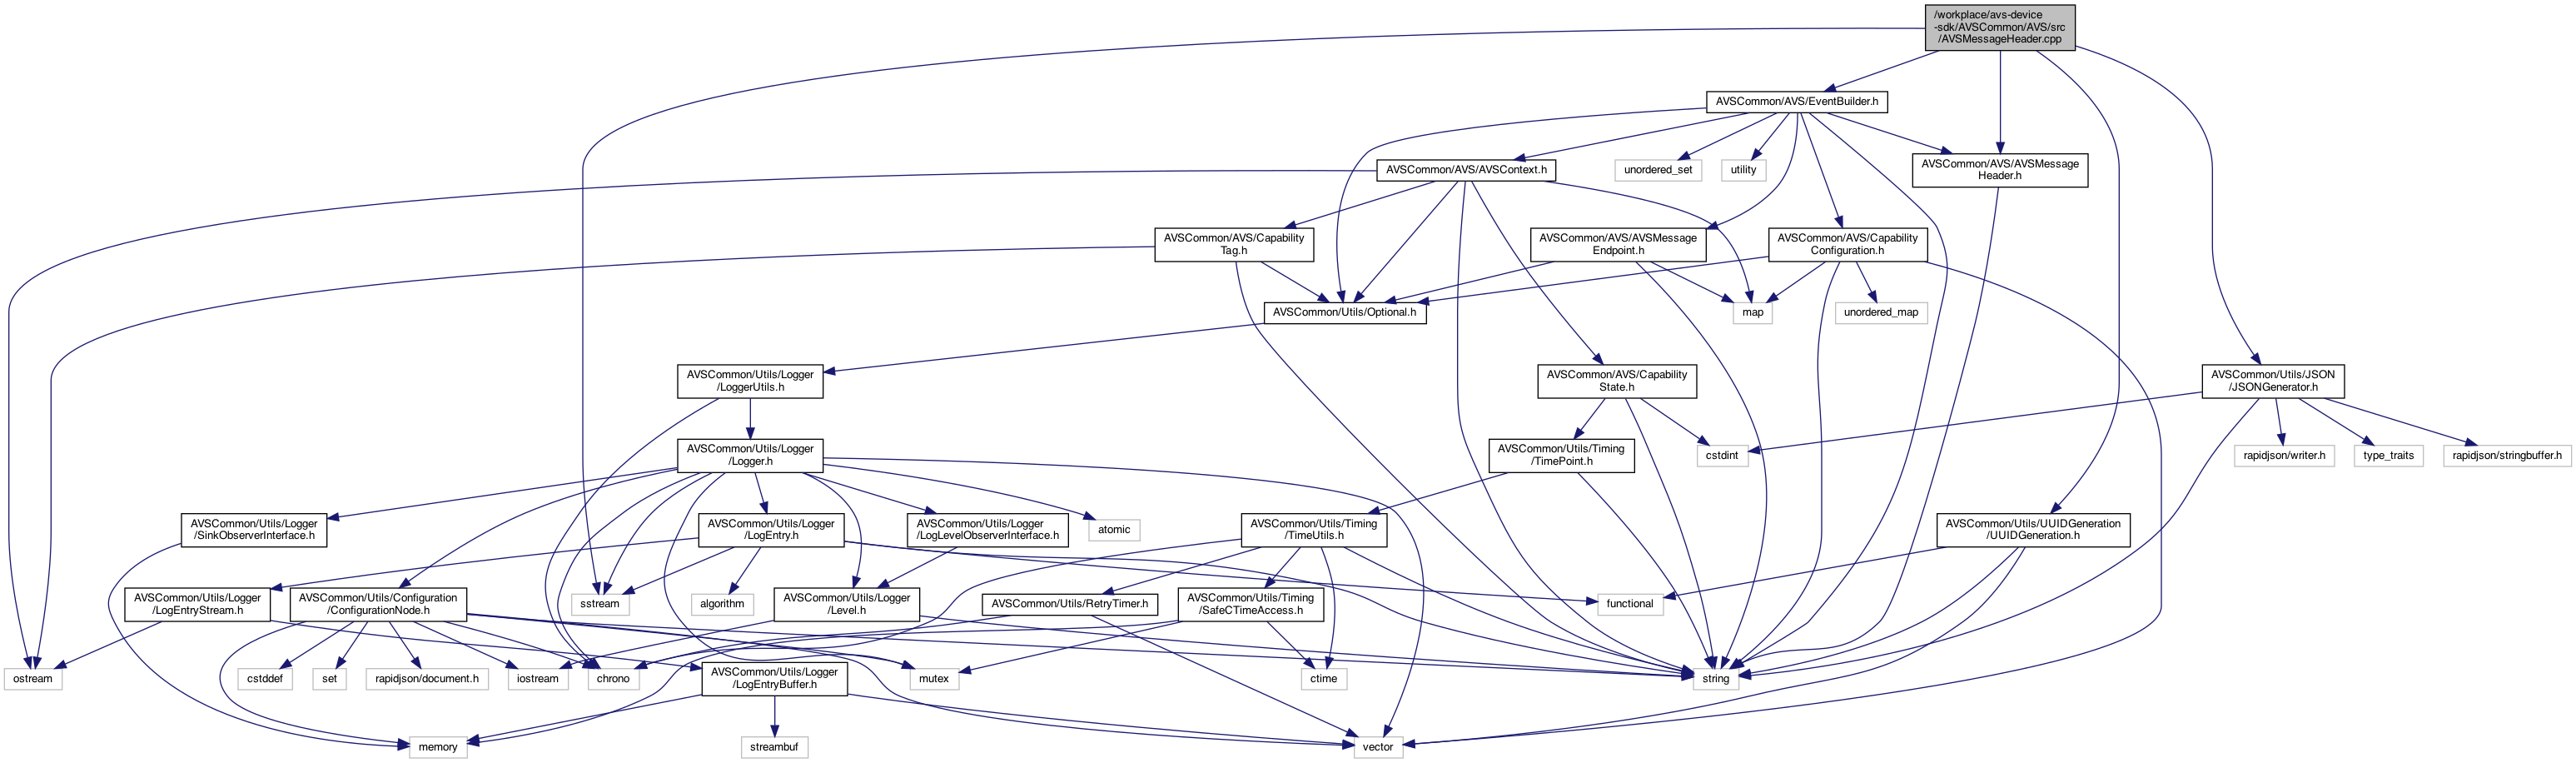 /workplace/avs-device
-sdk/AVSCommon/AVS/src
/AVSMessageHeader.cpp
AVSCommon/AVS/EventBuilder.h
AVSCommon/AVS/AVSContext.h
unordered_set
utility
AVSCommon/AVS/AVSMessage
Header.h
AVSCommon/AVS/Capability
Tag.h
AVSCommon/AVS/AVSMessage
Endpoint.h
AVSCommon/AVS/Capability
Configuration.h
AVSCommon/Utils/Optional.h
map
unordered_map
AVSCommon/Utils/Logger
/LoggerUtils.h
AVSCommon/AVS/Capability
State.h
AVSCommon/Utils/JSON
/JSONGenerator.h
AVSCommon/Utils/Logger
/Logger.h
AVSCommon/Utils/Timing
/TimePoint.h
cstdint
rapidjson/writer.h
type_traits
rapidjson/stringbuffer.h
AVSCommon/Utils/Logger
/SinkObserverInterface.h
AVSCommon/Utils/Logger
/LogEntry.h
AVSCommon/Utils/Logger
/LogLevelObserverInterface.h
atomic
AVSCommon/Utils/Timing
/TimeUtils.h
AVSCommon/Utils/UUIDGeneration
/UUIDGeneration.h
AVSCommon/Utils/Logger
/LogEntryStream.h
AVSCommon/Utils/Configuration
/ConfigurationNode.h
sstream
algorithm
AVSCommon/Utils/Logger
/Level.h
AVSCommon/Utils/RetryTimer.h
AVSCommon/Utils/Timing
/SafeCTimeAccess.h
functional
ostream
cstddef
set
rapidjson/document.h
iostream
chrono
AVSCommon/Utils/Logger
/LogEntryBuffer.h
mutex
ctime
string
memory
streambuf
vector